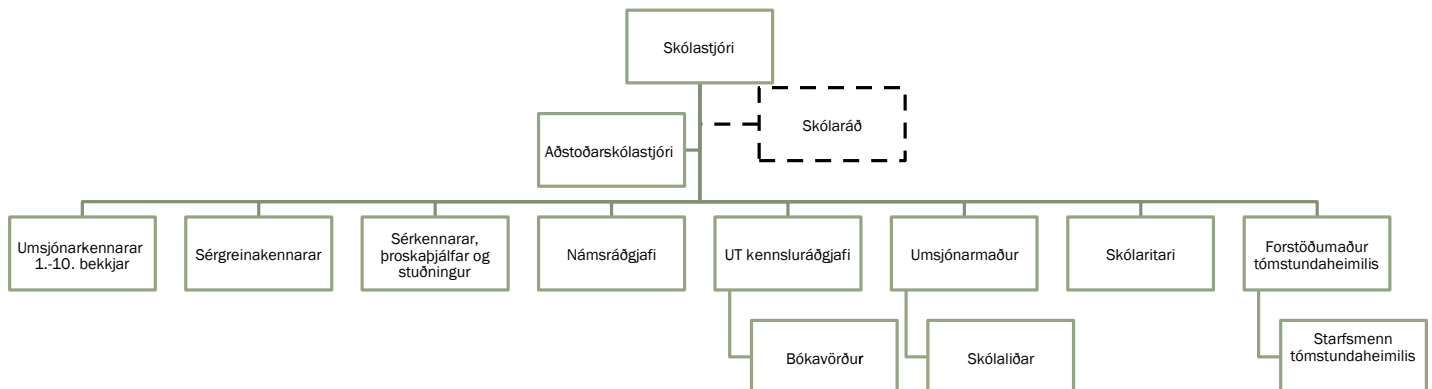 Skólastjóri
Skólaráð
Aðstoðarskólastjóri
Umsjónarkennarar
1.-10. bekkjar
Sérgreinakennarar
Sérkennarar,
þroskaþjálfar og
stuðningur
Námsráðgjafi
UT kennsluráðgjafi
Umsjónarmaður
Skólaritari
Forstöðumaður
tómstundaheimilis
Bókavörður
Skólaliðar
Starfsmenn
tómstundaheimilis